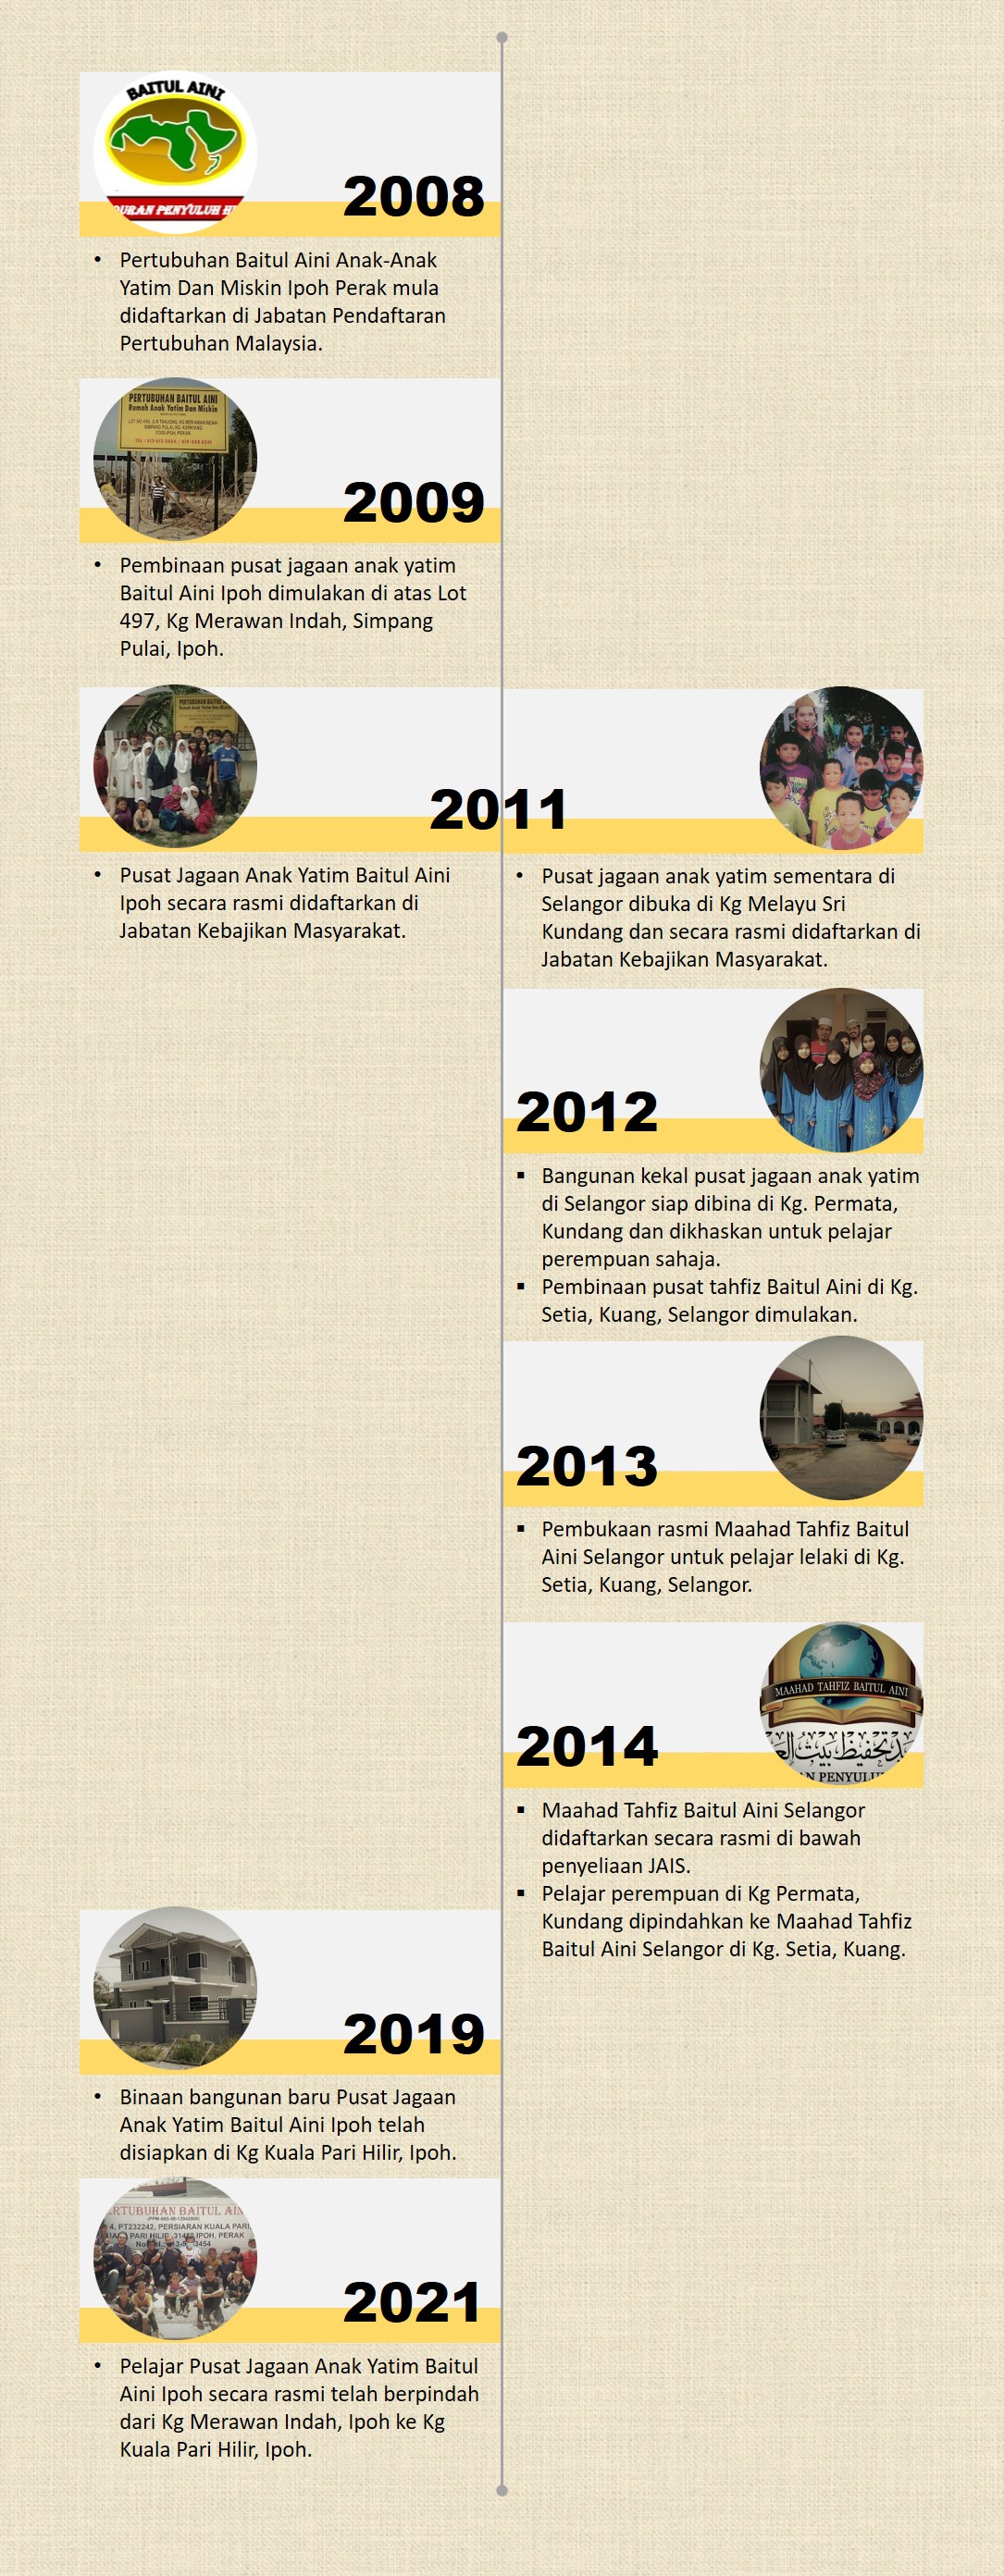 BAITUL AINI
2008
• Pertubuhan Baitul Aini Anak-Anak
Yatim Dan Miskin Ipoh Perak mula
didaftarkan di Jabatan Pendaftaran
Pertubuhan Malaysia.
PERTUBUHAN BAITUL AINI
Rumah Anak Yatim Dan Miskin
2009
• Pembinaan pusat jagaan anak yatim
Baitul Aini Ipoh dimulakan di atas Lot
497, Kg Merawan Indah, Simpang
Pulai, Ipoh.
2011
• Pusat Jagaan Anak Yatim Baitul Aini
Ipoh secara rasmi didaftarkan di
Jabatan Kebajikan Masyarakat.
• Pusat jagaan anak yatim sementara di
Selangor dibuka di Kg Melayu Sri
Kundang dan secara rasmi didaftarkan di
Jabatan Kebajikan Masyarakat.
2012
▪ Bangunan kekal pusat jagaan anak yatim
di Selangor siap dibina di Kg. Permata,
Kundang dan dikhaskan untuk pelajar
perempuan sahaja.
▪ Pembinaan pusat tahfiz Baitul Aini di Kg.
Setia, Kuang, Selangor dimulakan.
2013
▪ Pembukaan rasmi Maahad Tahfiz Baitul
Aini Selangor untuk pelajar lelaki di Kg.
Setia, Kuang, Selangor.
MAAHAD TAHFIZ BAITUL AINI
2014
▪ Maahad Tahfiz Baitul Aini Selangor
didaftarkan secara rasmi di bawah
penyeliaan JAIS.
▪ Pelajar perempuan di Kg Permata,
Kundang dipindahkan ke Maahad Tahfiz
Baitul Aini Selangor di Kg. Setia, Kuang.
2019
• Binaan bangunan baru Pusat Jagaan
Anak Yatim Baitul Aini Ipoh telah
disiapkan di Kg Kuala Pari Hilir, Ipoh.
4, PT232242, PERSIARAN KUALA PARI,
PARI HILIR, IPOH, PERAK
2021
• Pelajar Pusat Jagaan Anak Yatim Baitul
Aini Ipoh secara rasmi telah berpindah
dari Kg Merawan Indah, Ipoh ke Kg
Kuala Pari Hilir, Ipoh.